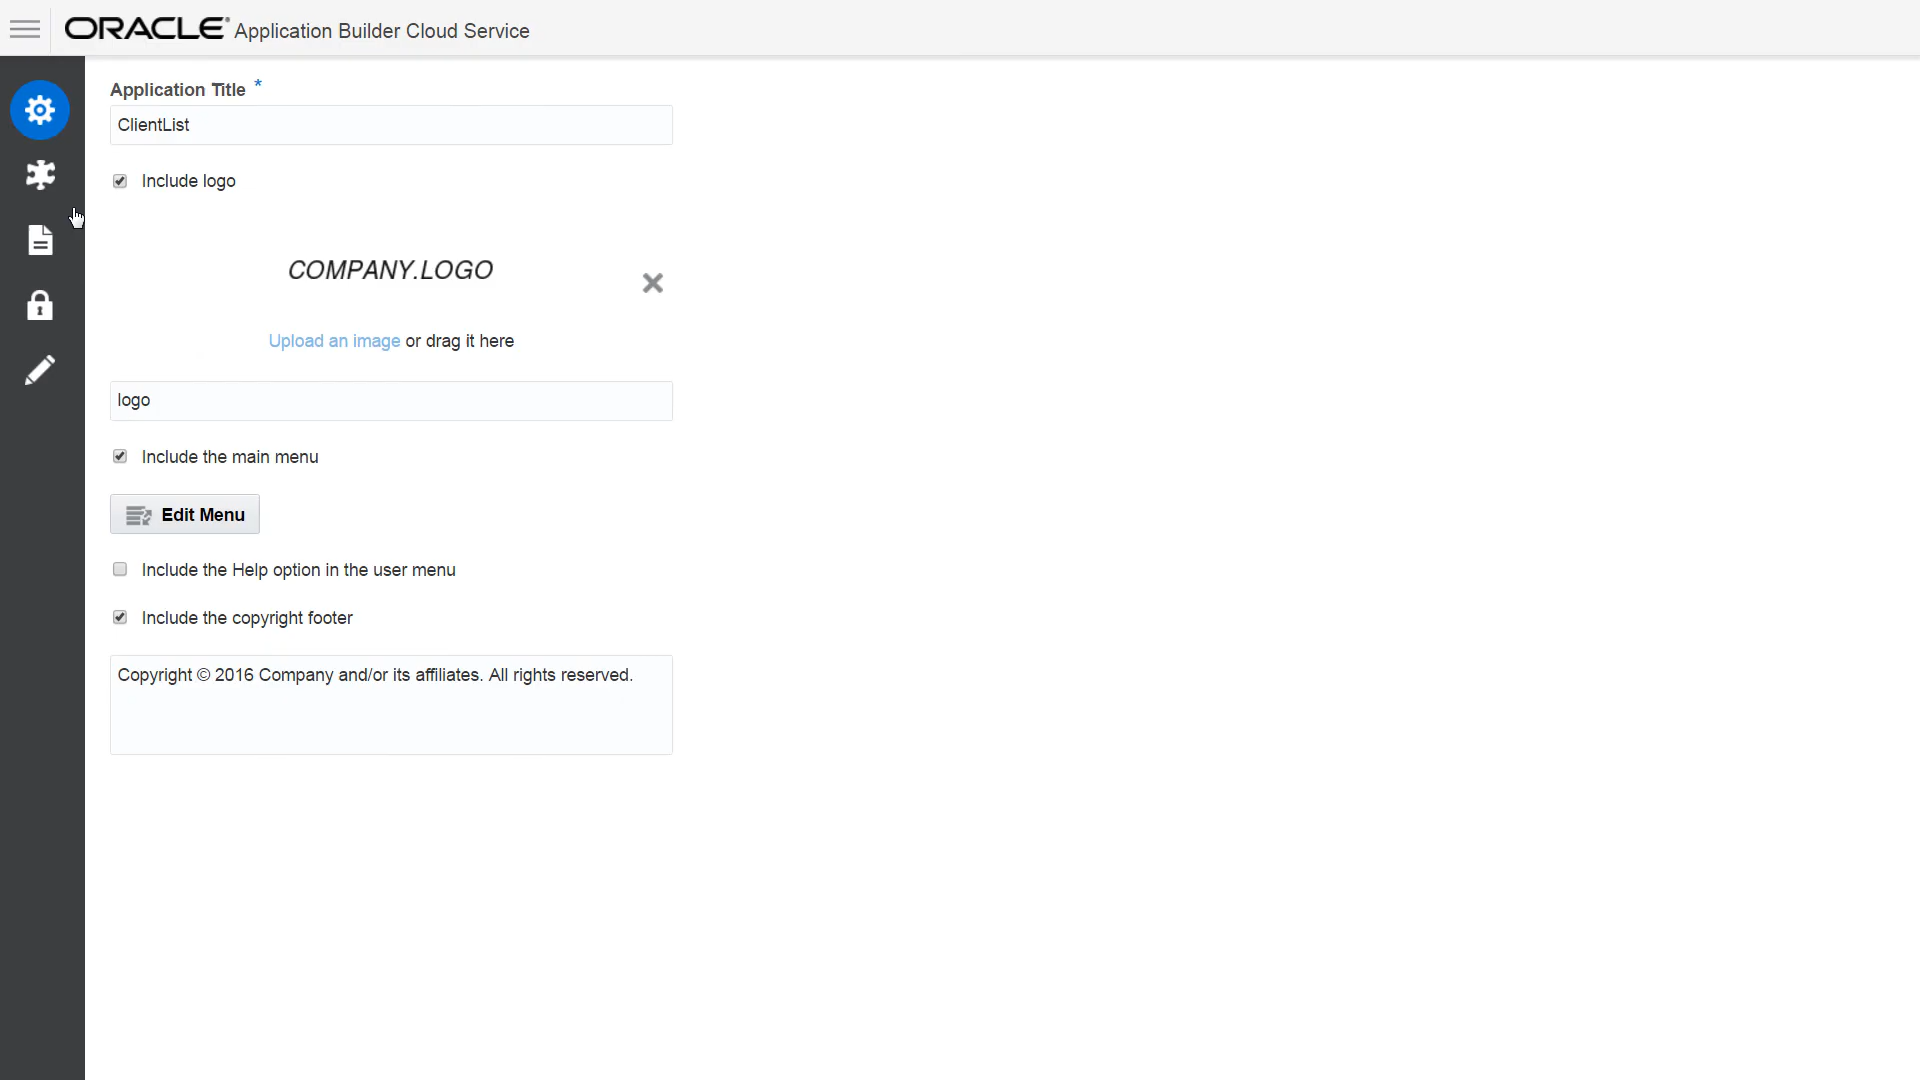 ORACLE® Application Builder Cloud Service
Application Title *
ClientList
Include logo
COMPANY.LOGO
Upload an image or drag it here
logo
Include the main menu
Edit Menu
Include the Help option in the user menu
Include the copyright footer
Copyright © 2016 Company and/or its affiliates. All rights reserved.